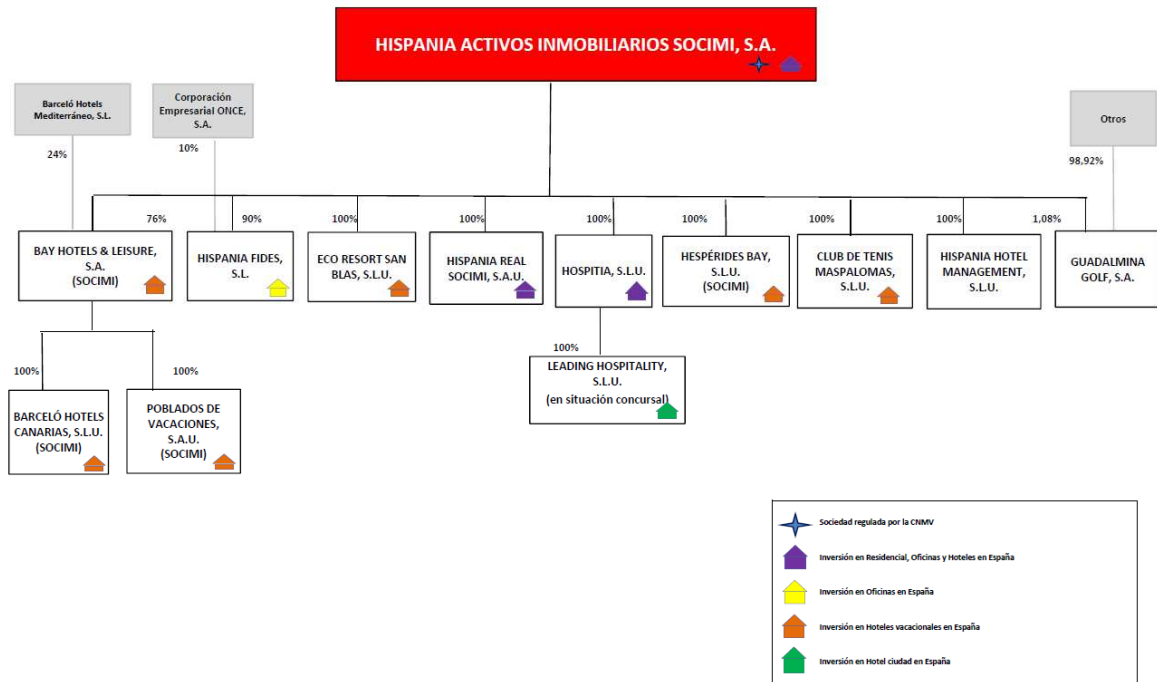 HISPANIA ACTIVOS INMOBILIARIOS SOCIMI, S.A.
Barceló Hotels
Mediterráneo, S.L.
Corporación
Empresarial ONCE,
S.A.
Otros
24%
10%
98,92%
76%
90%
100%
100%
100%
100%
100%
100%
1,08%
BAY HOTELS & LEISURE,
S.A.
(SOCIMI)
HISPANIA FIDES,
S.L.
ECO RESORT SAN
BLAS, S.L.U.
HISPANIA REAL
SOCIMI, S.A.U.
HOSPITIA, S.L.U.
HESPÉRIDES BAY,
S.L.U.
(SOCIMI)
CLUB DE TENIS
MASPALOMAS,
S.L.U.
HISPANIA HOTEL
MANAGEMENT,
S.L.U.
GUADALMINA
GOLF, S.A.
100%
100%
100%
BARCELÓ HOTELS
CANARIAS, S.L.U.
(SOCIMI)
POBLADOS DE
VACACIONES,
S.A.U.
(SOCIMI)
LEADING HOSPITALITY,
S.L.U.
(en situación concursal)
Sociedad regulada por la CNMV
Inversión en Residencial, Oficinas y Hoteles en España
Inversión en Oficinas en España
Inversión en Hoteles vacacionales en España
Inversión en Hotel ciudad en España